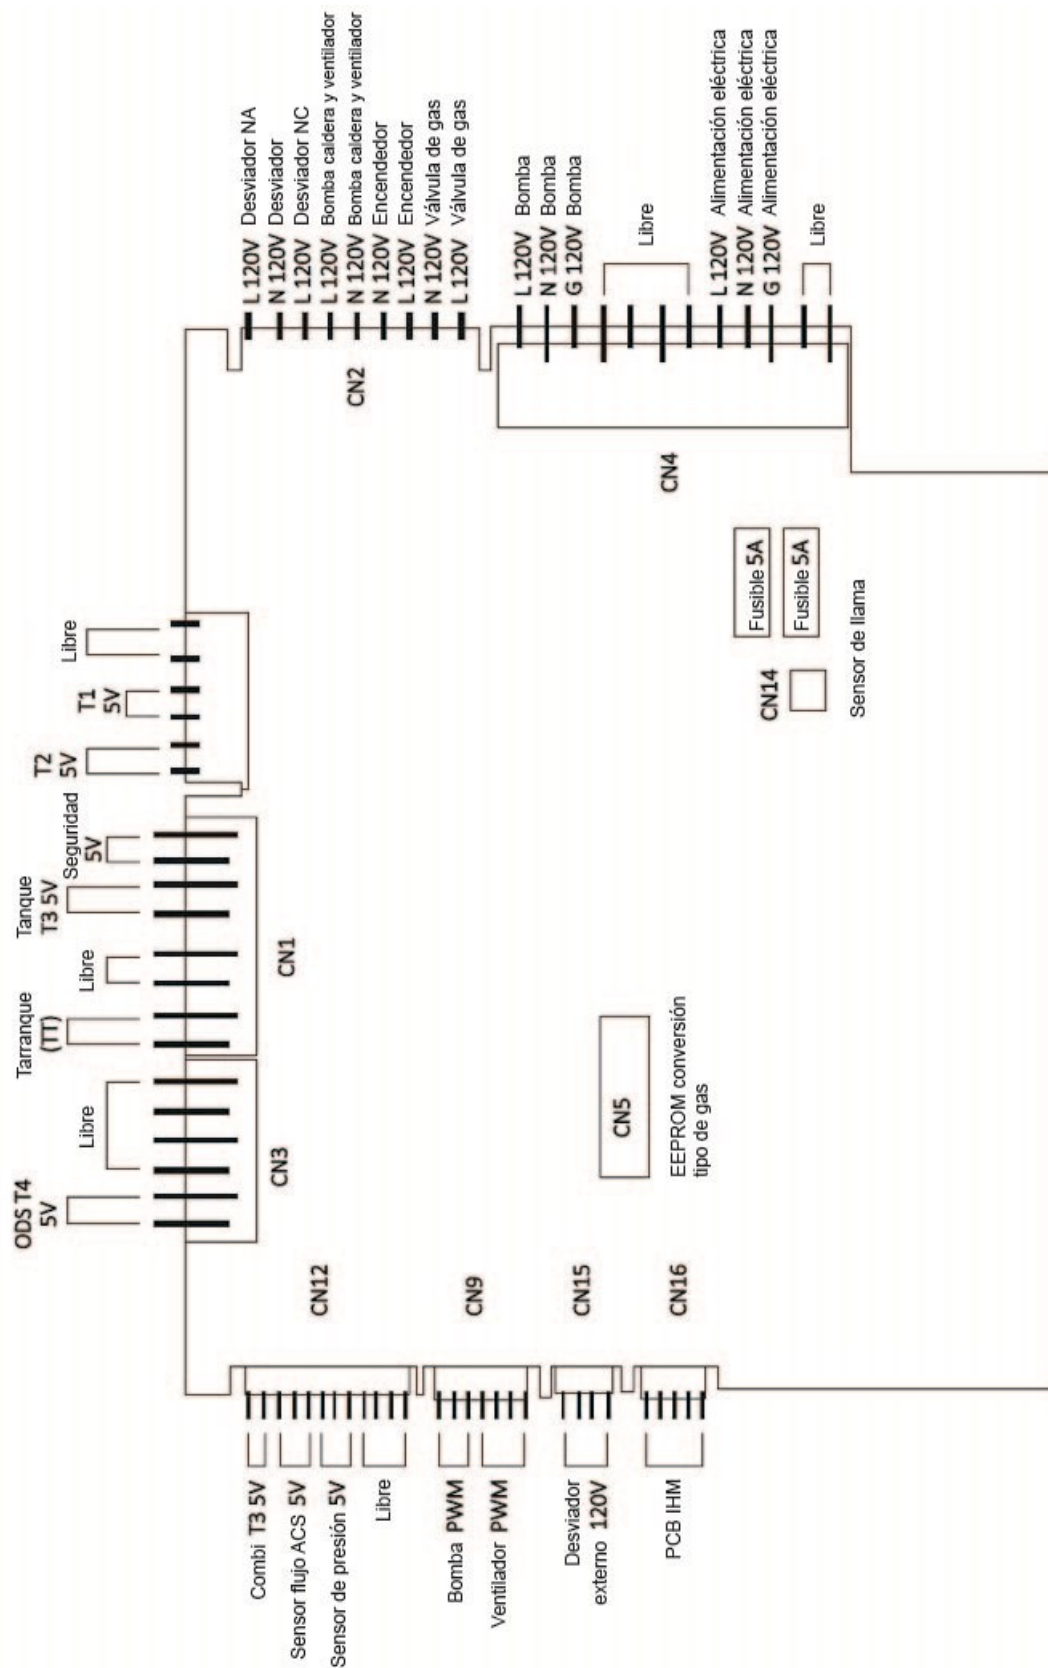 L 120V Desviador NA
N 120V Desviador
L 120V Desviador NC
L 120V Bomba caldera y ventilador
N 120V Bomba caldera y ventilador
N 120V Encendedor
L 120V Encendedor
N 120V Válvula de gas
L 120V Válvula de gas
CN2
L 120V Bomba
N 120V Bomba
G 120V Bomba
Libre
L 120V Alimentación eléctrica
N 120V Alimentación eléctrica
G 120V Alimentación eléctrica
Libre
CN4
Fusible 5A
Fusible 5A
CN14
Sensor de llama
Libre
T1
5V
T2
5V
Seguridad
5V
Tanque
T3 5V
Libre
Tarranque
(TT)
CN1
Libre
ODS T4
5V
CN3
CN5
EEPROM conversión
tipo de gas
CN12
CN9
CN15
CN16
Combi T3 5V
Sensor flujo ACS 5V
Sensor de presión 5V
Libre
Bomba PWM
Ventilador PWM
Desviador
externo 120V
PCB IHM